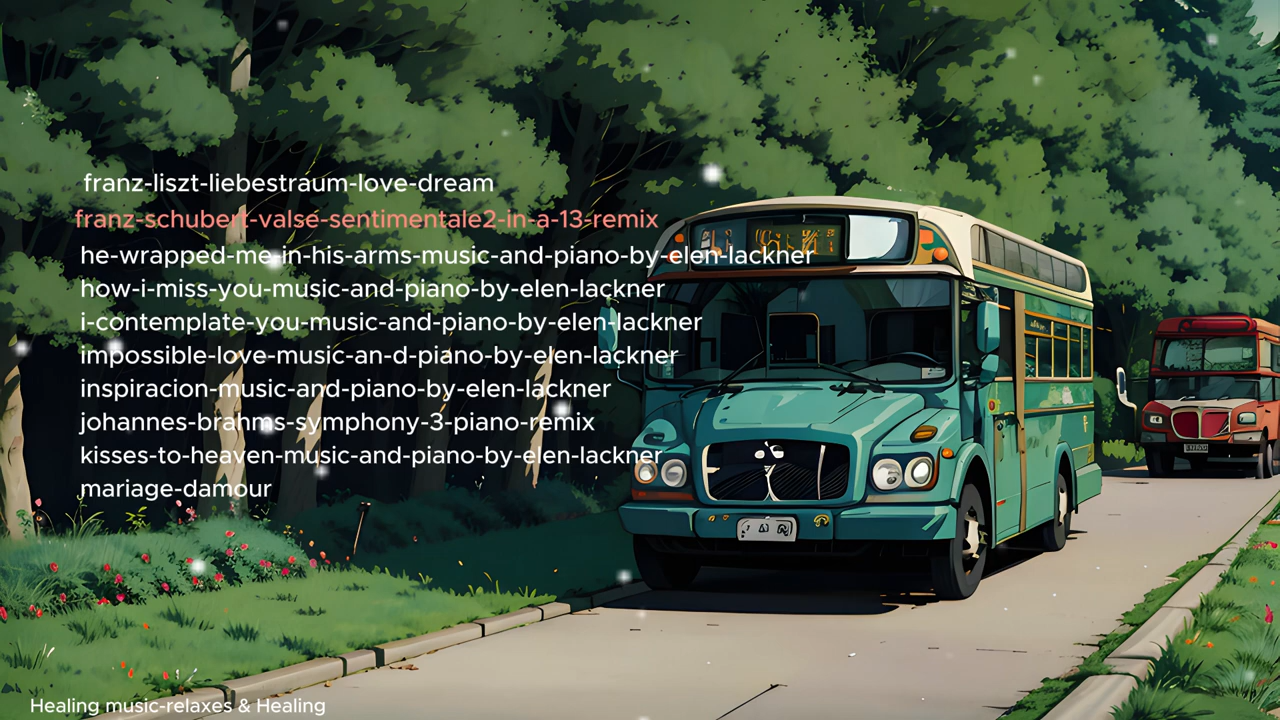 franz-liszt-liebestraum-love-dream
franz-schubert-valse-sentimentale2-in-a-13-remix
he-wrapped-me-in-his-arms-music-and-piano-by-elen-lackner
how-i-miss-you-music-and-piano-by-elen-lackner
i-contemplate-you-music-and-piano-by-elen-lackner
impossible-love-music-an-d-piano-by-elen-lackner
inspiracion-music-and-piano-by-elen-lackner
johannes-brahms-symphony-3-piano-remix
kisses-to-heaven-music-and-piano-by-elen-lackner
mariage-damour
Healing music-relaxes & Healing